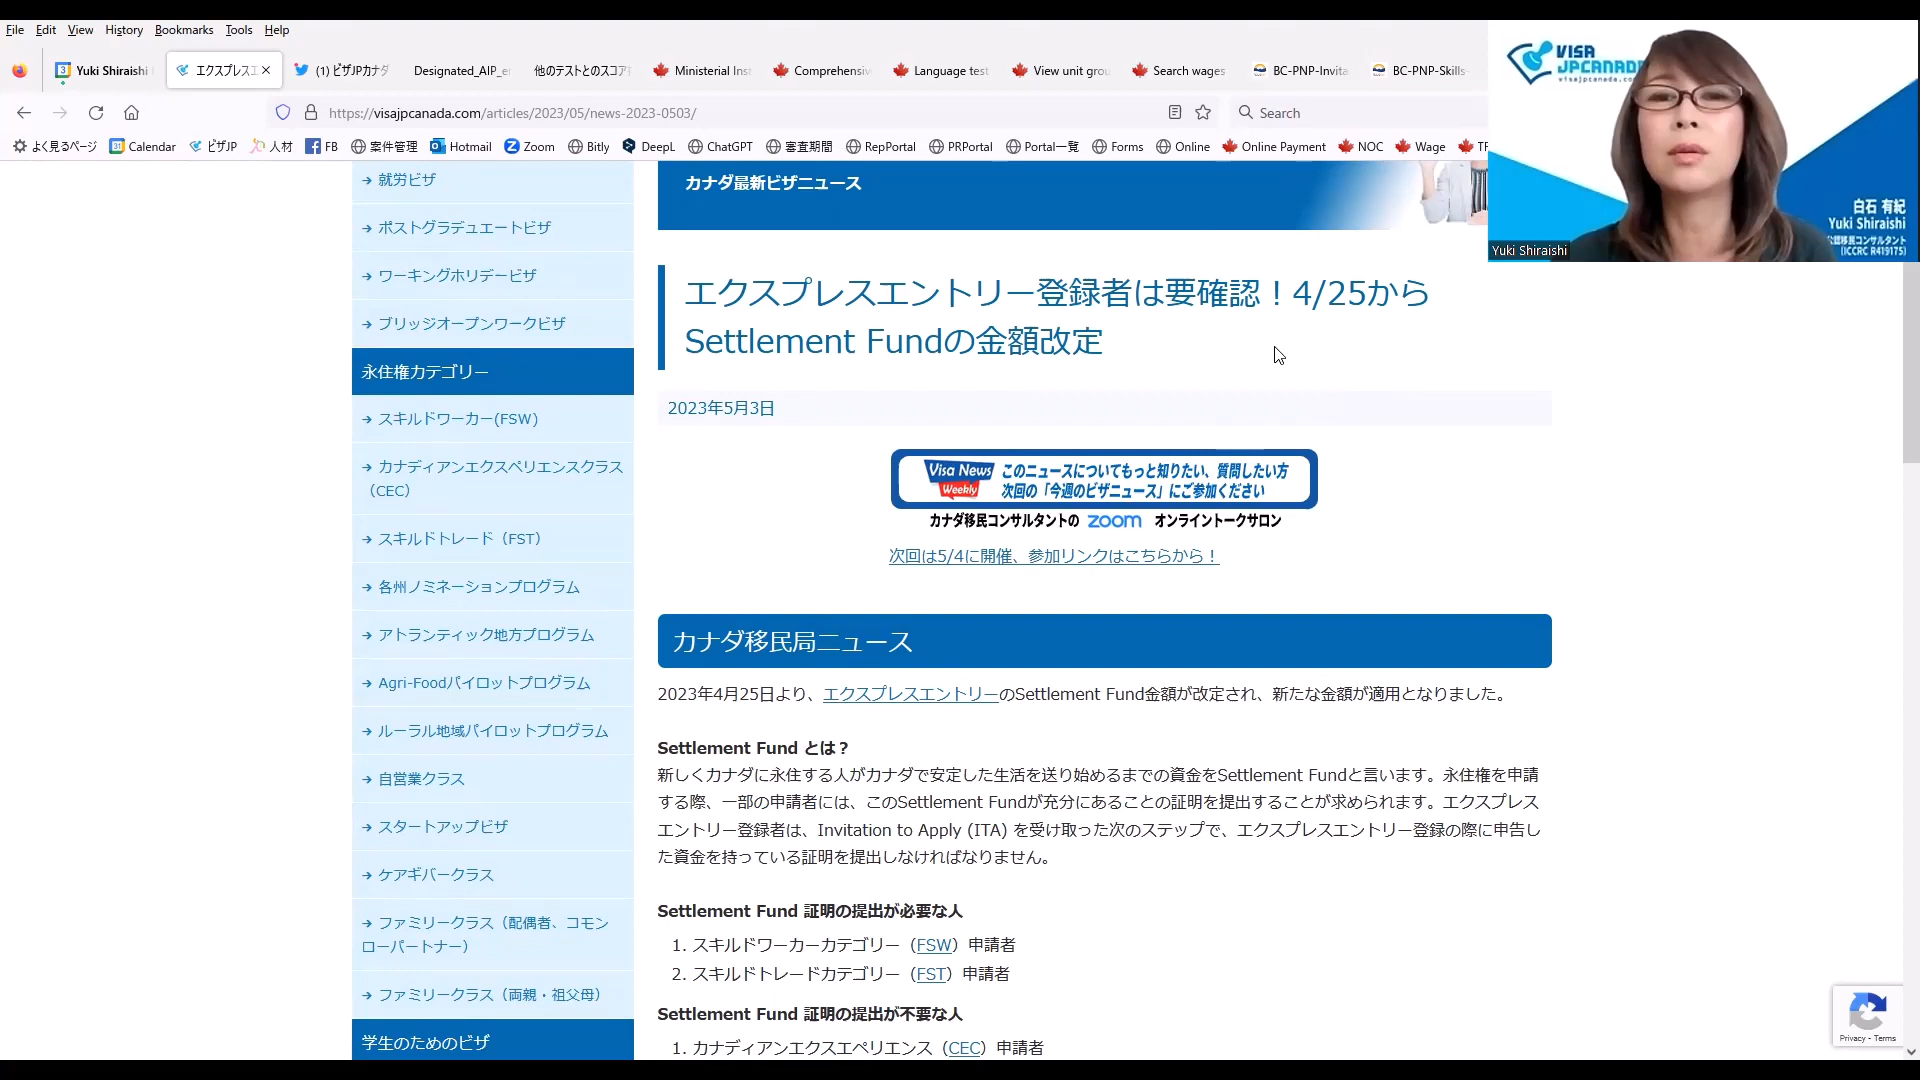 File Edit View History Bookmarks Tools Help
Yuki Shiraishi
エクスプレスエ
(1) ビザJPカナダ
Designated_AIP_e
他のテストとのスコア
Ministerial Ins
Comprehensiv
Language test
View unit grou
Search wages
BC-PNP-Invita
BC-PNP-Skills-
https://visajpcanada.com/articles/2023/05/news-2023-0503/
Search
よく見るページ Calendar ビザJP 人材 FB 案件管理 Hotmail Zoom Bitly DeepL ChatGPT 審査期間 RepPortal PRPortal Portal一覧 Forms Online Online Payment NOC Wage
VISA
JPCANADA
白石 有紀
Yuki Shiraishi
公認移民コンサルタント
(ICCRC R419175)
Yuki Shiraishi
→ 就労ビザ
→ ポストグラデュエートビザ
→ ワーキングホリデービザ
→ ブリッジオープンワークビザ
永住権カテゴリー
→ スキルドワーカー(FSW)
→ カナディアンエクスペリエンスクラス
（CEC）
→ スキルドトレード（FST）
→ 各州ノミネーションプログラム
→ アトランティック地方プログラム
→ Agri-Foodパイロットプログラム
→ ルーラル地域パイロットプログラム
→ 自営業クラス
→ スタートアップビザ
→ ケアギバークラス
→ ファミリークラス（配偶者、コモン
ローパートナー）
→ ファミリークラス（両親・祖父母）
学生のためのビザ
カナダ最新ビザニュース
エクスプレスエントリー登録者は要確認！4/25から
Settlement Fundの金額改定
2023年5月3日
Visa News
Weekly
このニュースについてもっと知りたい、質問したい方
次回の「今週のビザニュース」にご参加ください
カナダ移民コンサルタントの zoom オンライントークサロン
次回は5/4に開催、参加リンクはこちらから！
カナダ移民局ニュース
2023年4月25日より、エクスプレスエントリーのSettlement Fund金額が改定され、新たな金額が適用となりました。
Settlement Fund とは？
新しくカナダに永住する人がカナダで安定した生活を送り始めるまでの資金をSettlement Fundと言います。永住権を申請
する際、一部の申請者には、このSettlement Fundが充分にあることの証明を提出することが求められます。エクスプレス
エントリー登録者は、Invitation to Apply (ITA) を受け取った次のステップで、エクスプレスエントリー登録の際に申告し
た資金を持っている証明を提出しなければなりません。
Settlement Fund 証明の提出が必要な人
1. スキルドワーカーカテゴリー（FSW）申請者
2. スキルドトレードカテゴリー（FST）申請者
Settlement Fund 証明の提出が不要な人
1. カナディアンエクスエペリエンス（CEC）申請者
Privacy - Terms